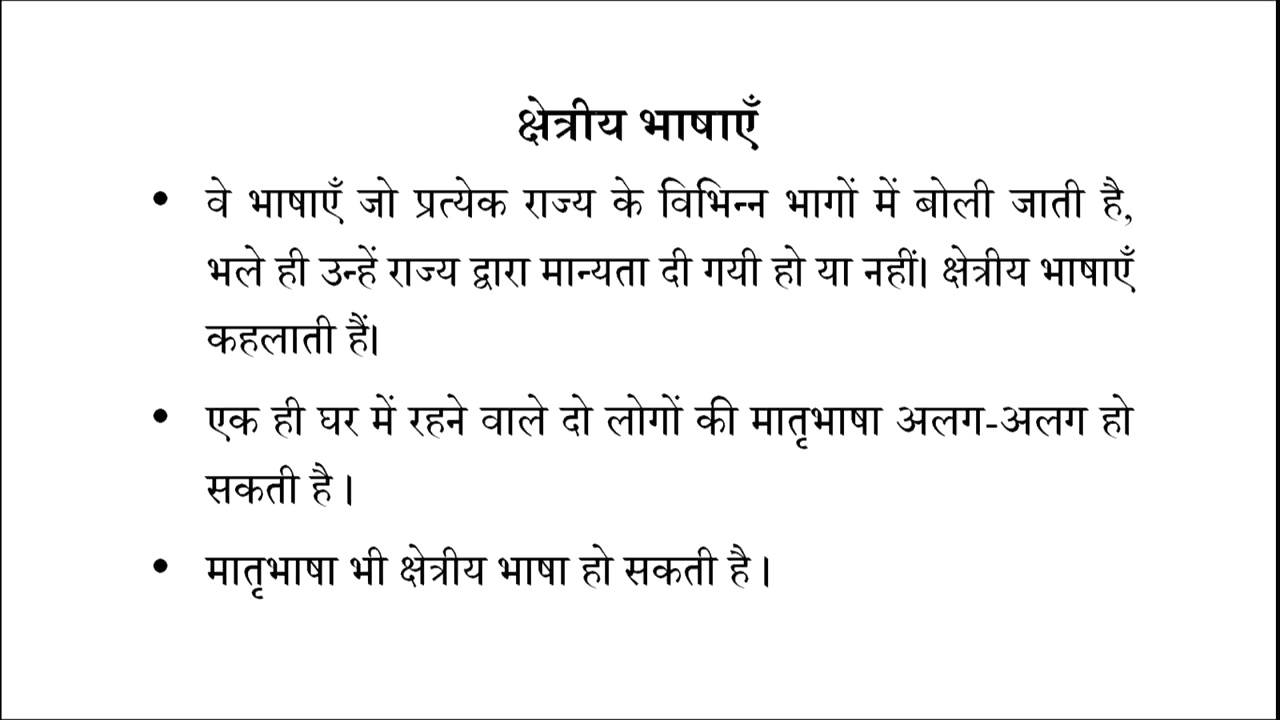 क्षेत्रीय भाषाएँ
• वे भाषाएँ जो प्रत्येक राज्य के विभिन्न भागों में बोली जाती है,
भले ही उन्हें राज्य द्वारा मान्यता दी गयी हो या नहीं। क्षेत्रीय भाषाएँ
कहलाती हैं।
• एक ही घर में रहने वाले दो लोगों की मातृभाषा अलग-अलग हो
सकती है ।
• मातृभाषा भी क्षेत्रीय भाषा हो सकती है ।